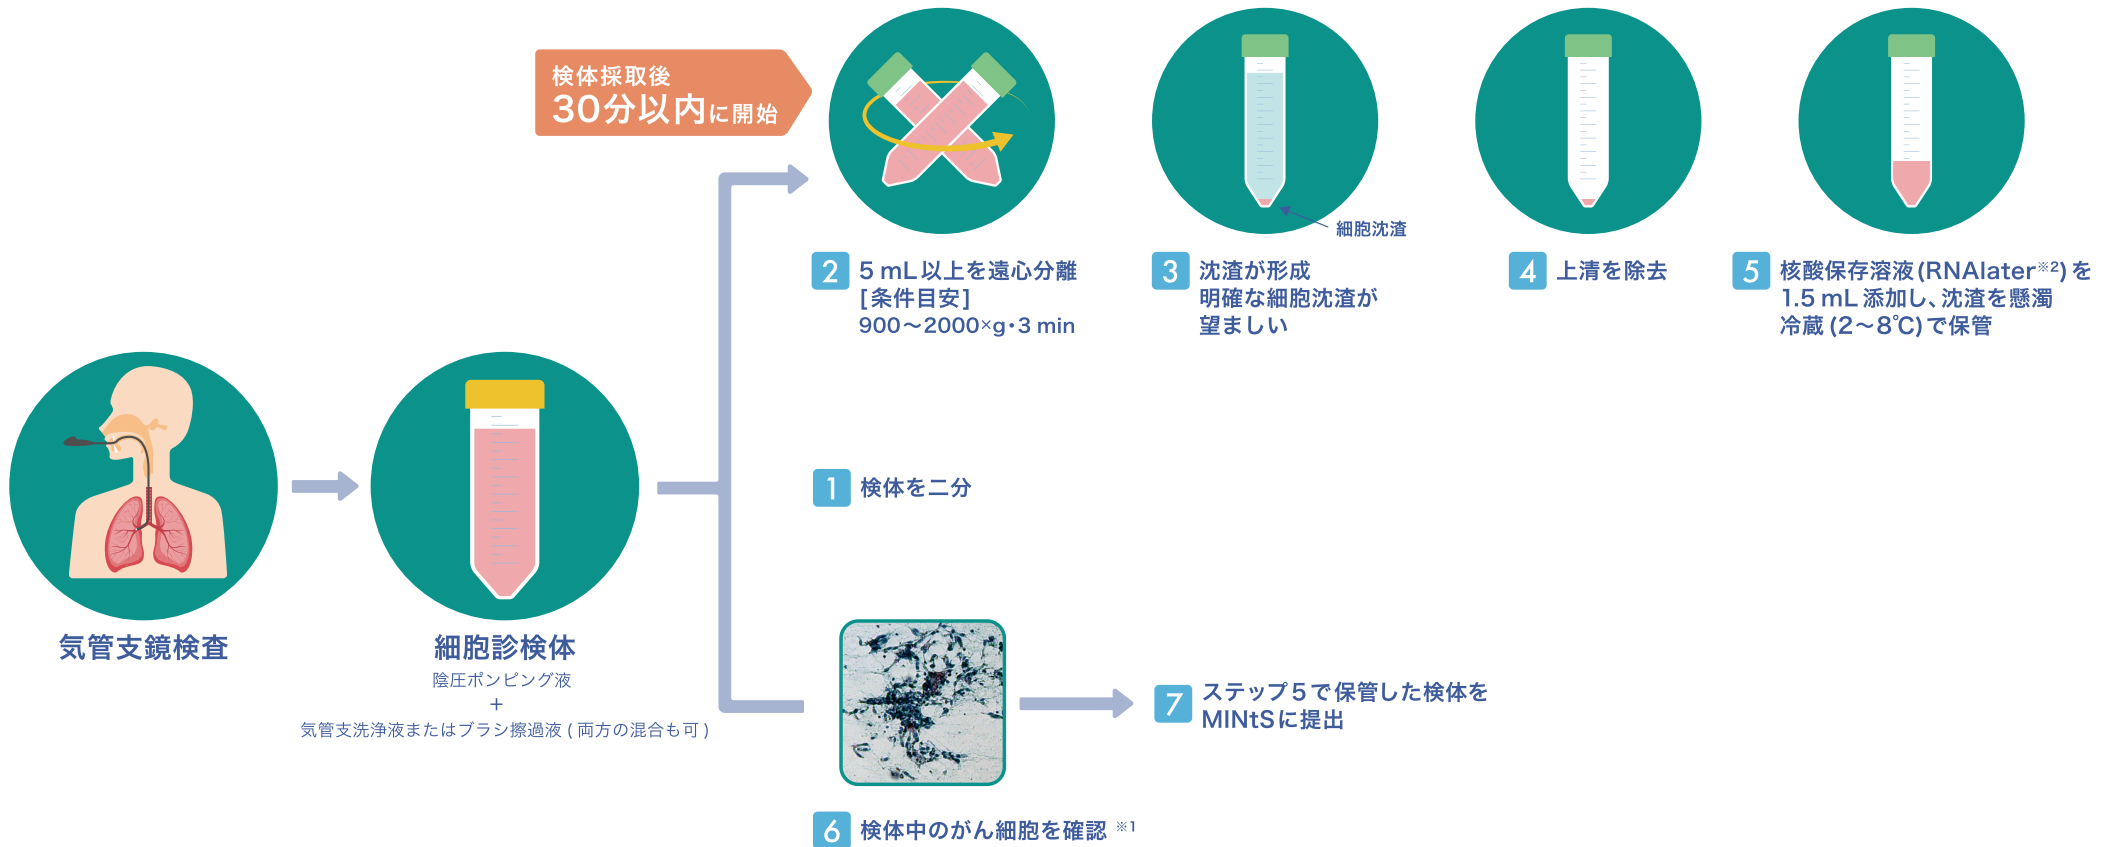 検体採取後
30分以内に開始
細胞沈渣
2 5 mL以上を遠心分離
[条件目安]
900〜2000×g・3 min
3 沈渣が形成
明確な細胞沈渣が
望ましい
4 上清を除去
5 核酸保存溶液(RNAlater※2)を
1.5 mL添加し、沈渣を懸濁
冷蔵(2〜8℃)で保管
1 検体を二分
気管支鏡検査
細胞診検体
陰圧ポンピング液
+
気管支洗浄液またはブラシ擦過液(両方の混合も可)
6 検体中のがん細胞を確認 ※1
7 ステップ5で保管した検体を
MINtSに提出